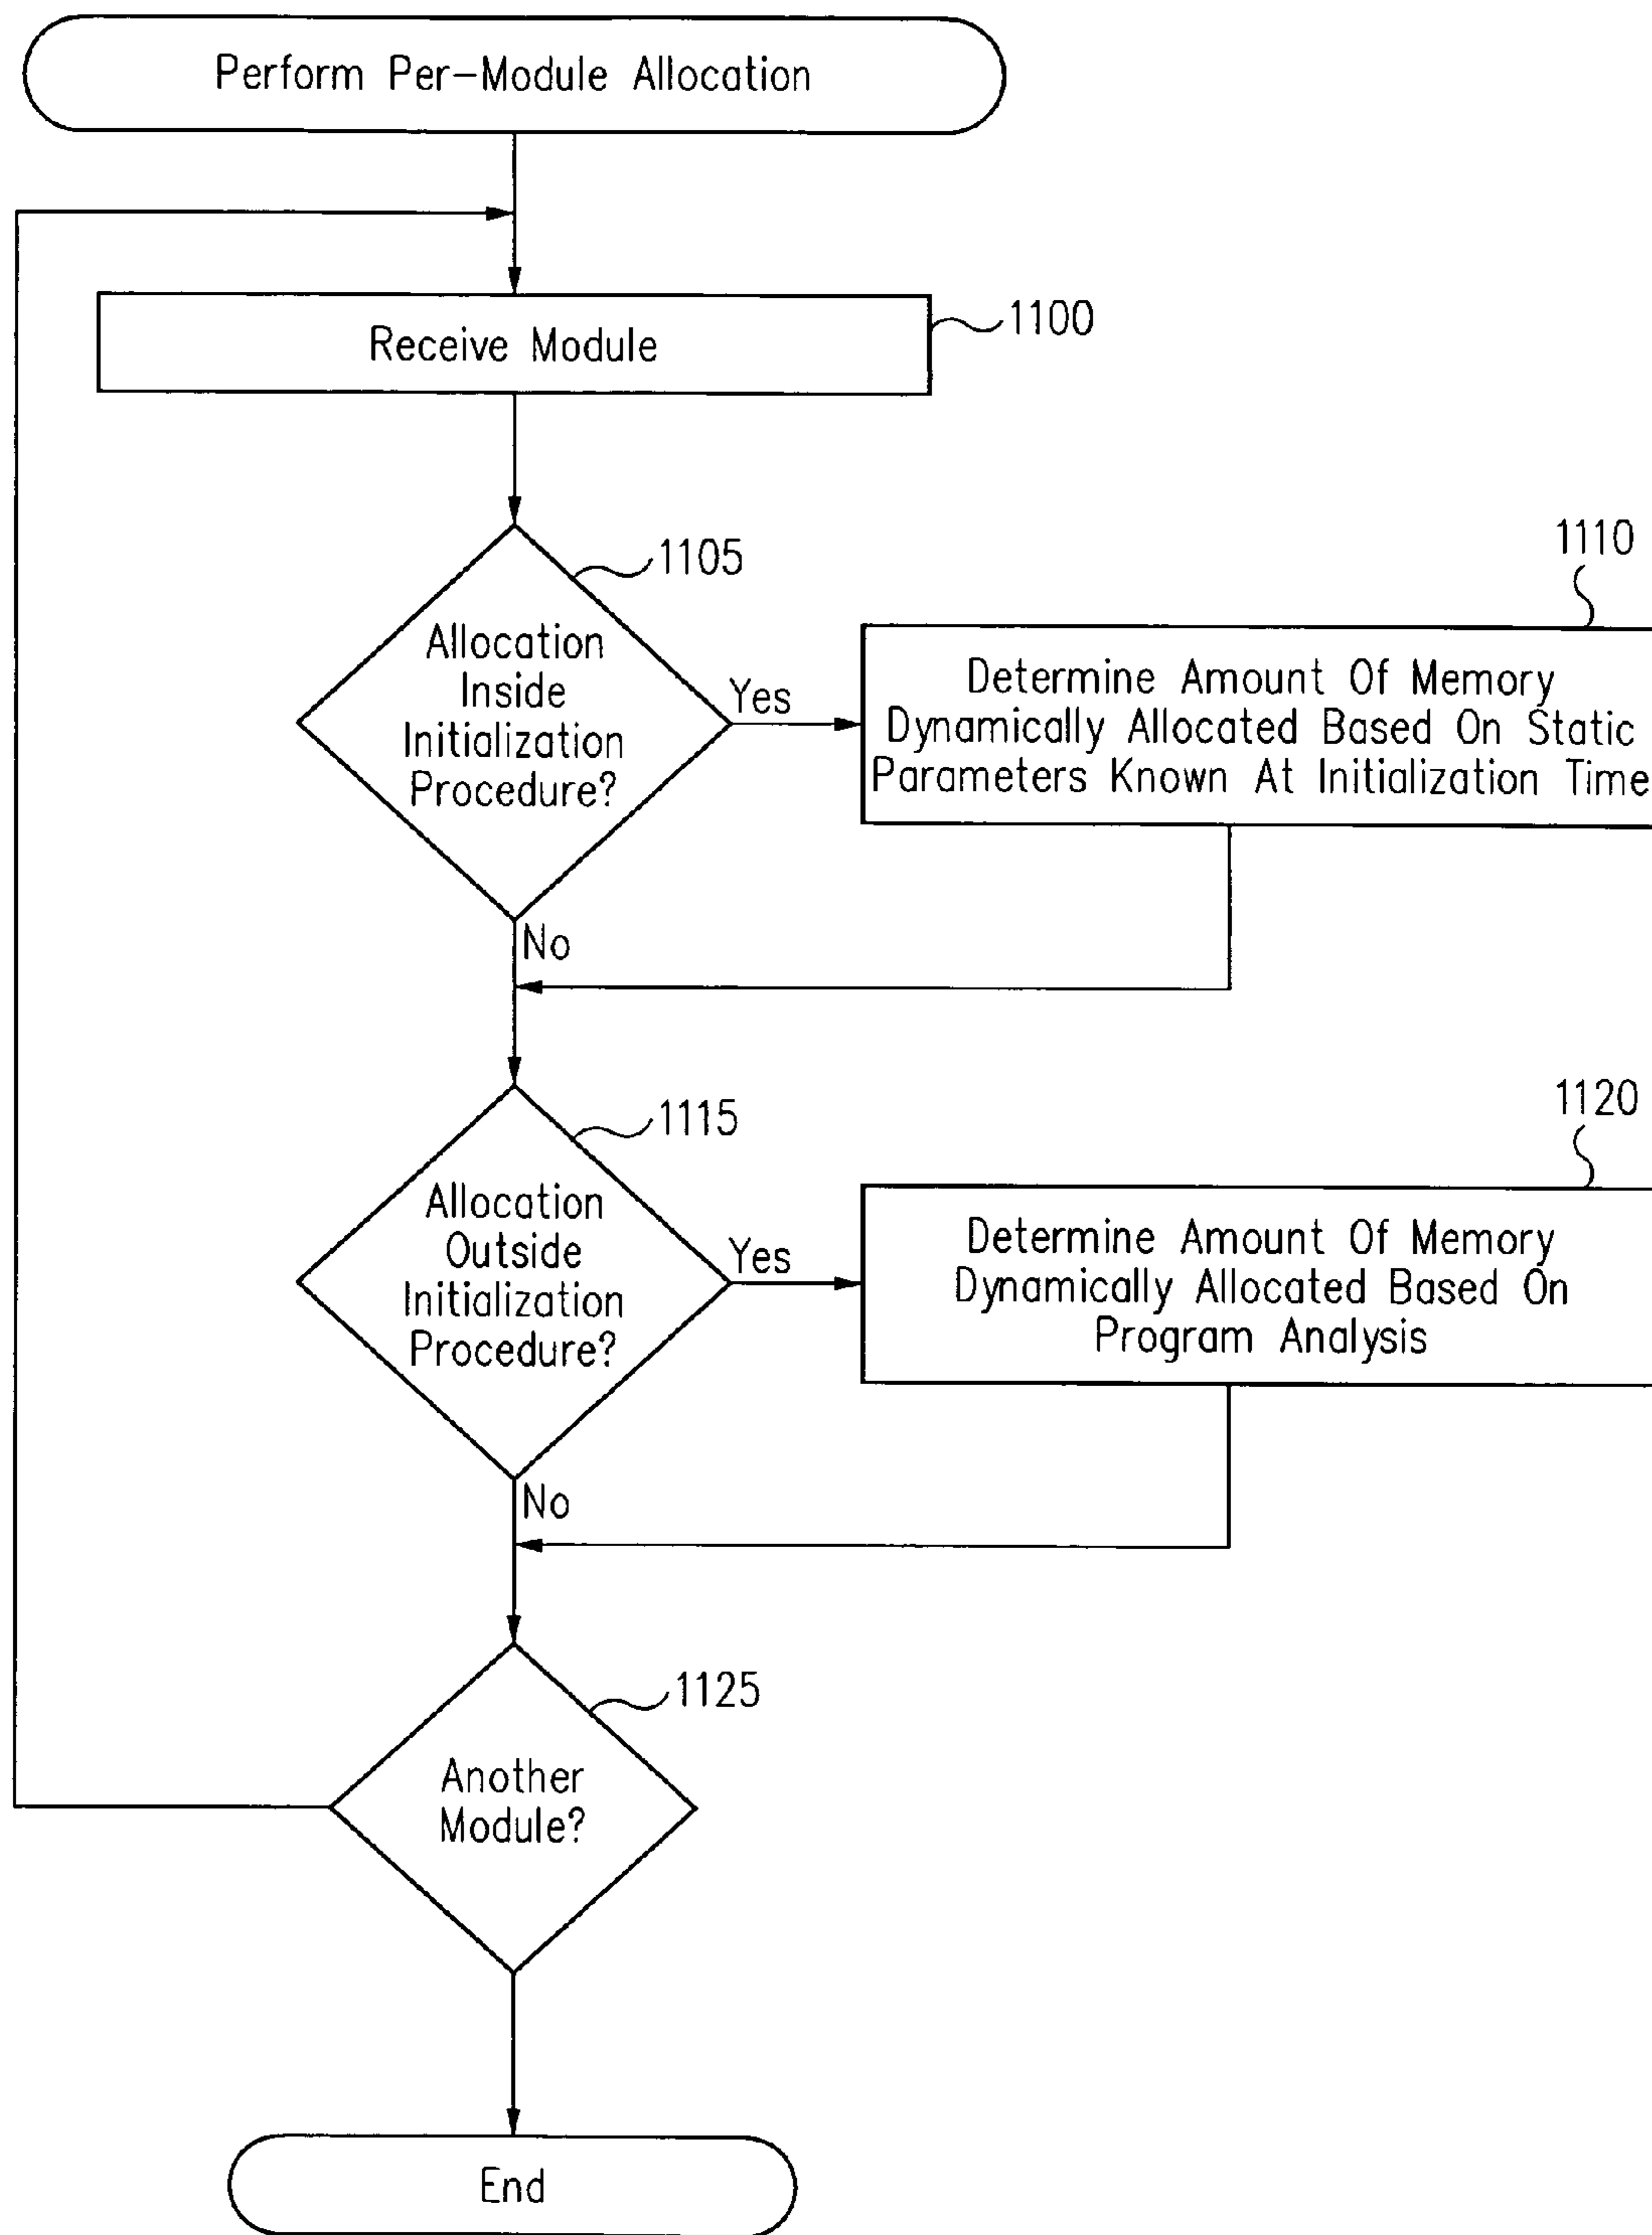 Perform Per-Module Allocation
Receive Module
1100
1105
Allocation
Inside
Initialization
Procedure?
Yes
1110
Determine Amount Of Memory
Dynamically Allocated Based On Static
Parameters Known At Initialization Time
No
1115
Allocation
Outside
Initialization
Procedure?
Yes
1120
Determine Amount Of Memory
Dynamically Allocated Based On
Program Analysis
No
1125
Another
Module?
End